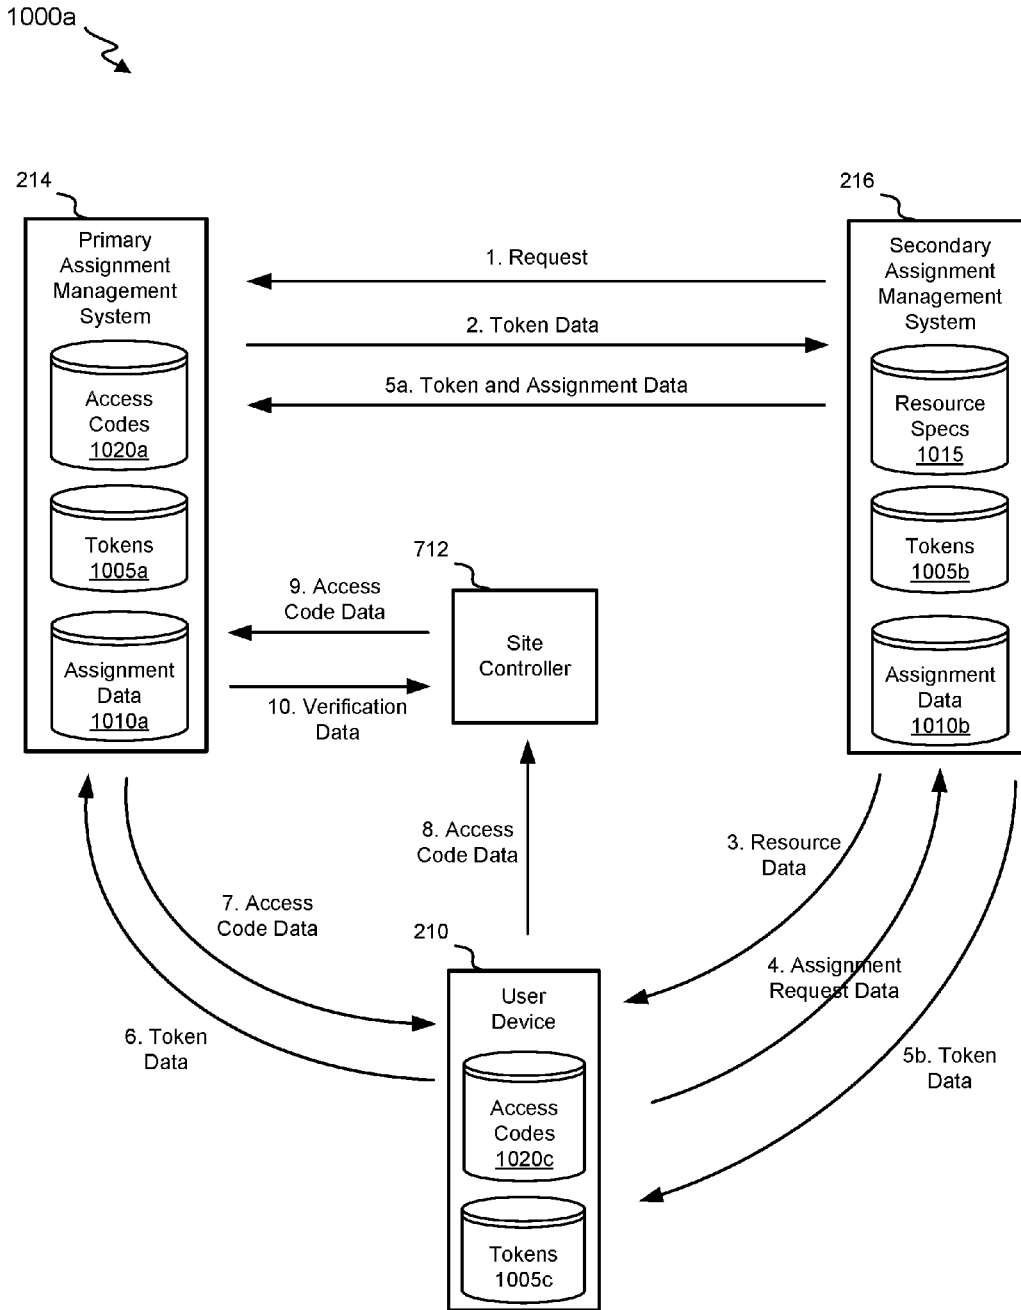 1000a
214
Primary
Assignment
Management
System
Access
Codes
1020a
Tokens
1005a
Assignment
Data
1010a
216
Secondary
Assignment
Management
System
Resource
Specs
1015
Tokens
1005b
Assignment
Data
1010b
1. Request
2. Token Data
5a. Token and Assignment Data
712
Site
Controller
9. Access
Code Data
10. Verification
Data
8. Access
Code Data
7. Access
Code Data
6. Token
Data
3. Resource
Data
4. Assignment
Request Data
5b. Token
Data
210
User
Device
Access
Codes
1020c
Tokens
1005c